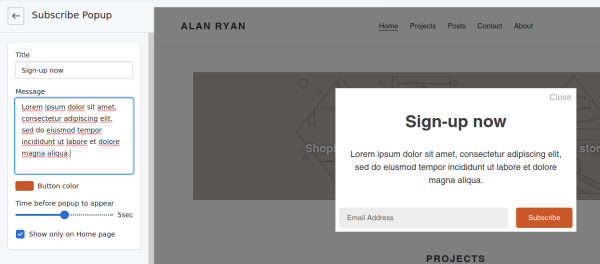 Subscribe Popup
Title
Sign-up now
Message
Lorem ipsum dolor sit amet,
consectetur adipiscing elit,
sed do eiusmod tempor
incididunt ut labore et dolore
magna aliqua.
Button color
Time before popup to appear
5sec
Show only on Home page
ALAN RYAN
Home Projects Posts Contact About
Close
Sign-up now
Lorem ipsum dolor sit amet, consectetur adipiscing elit,
sed do eiusmod tempor incididunt ut labore et dolore
magna aliqua.
Email Address
Subscribe
PROJECTS